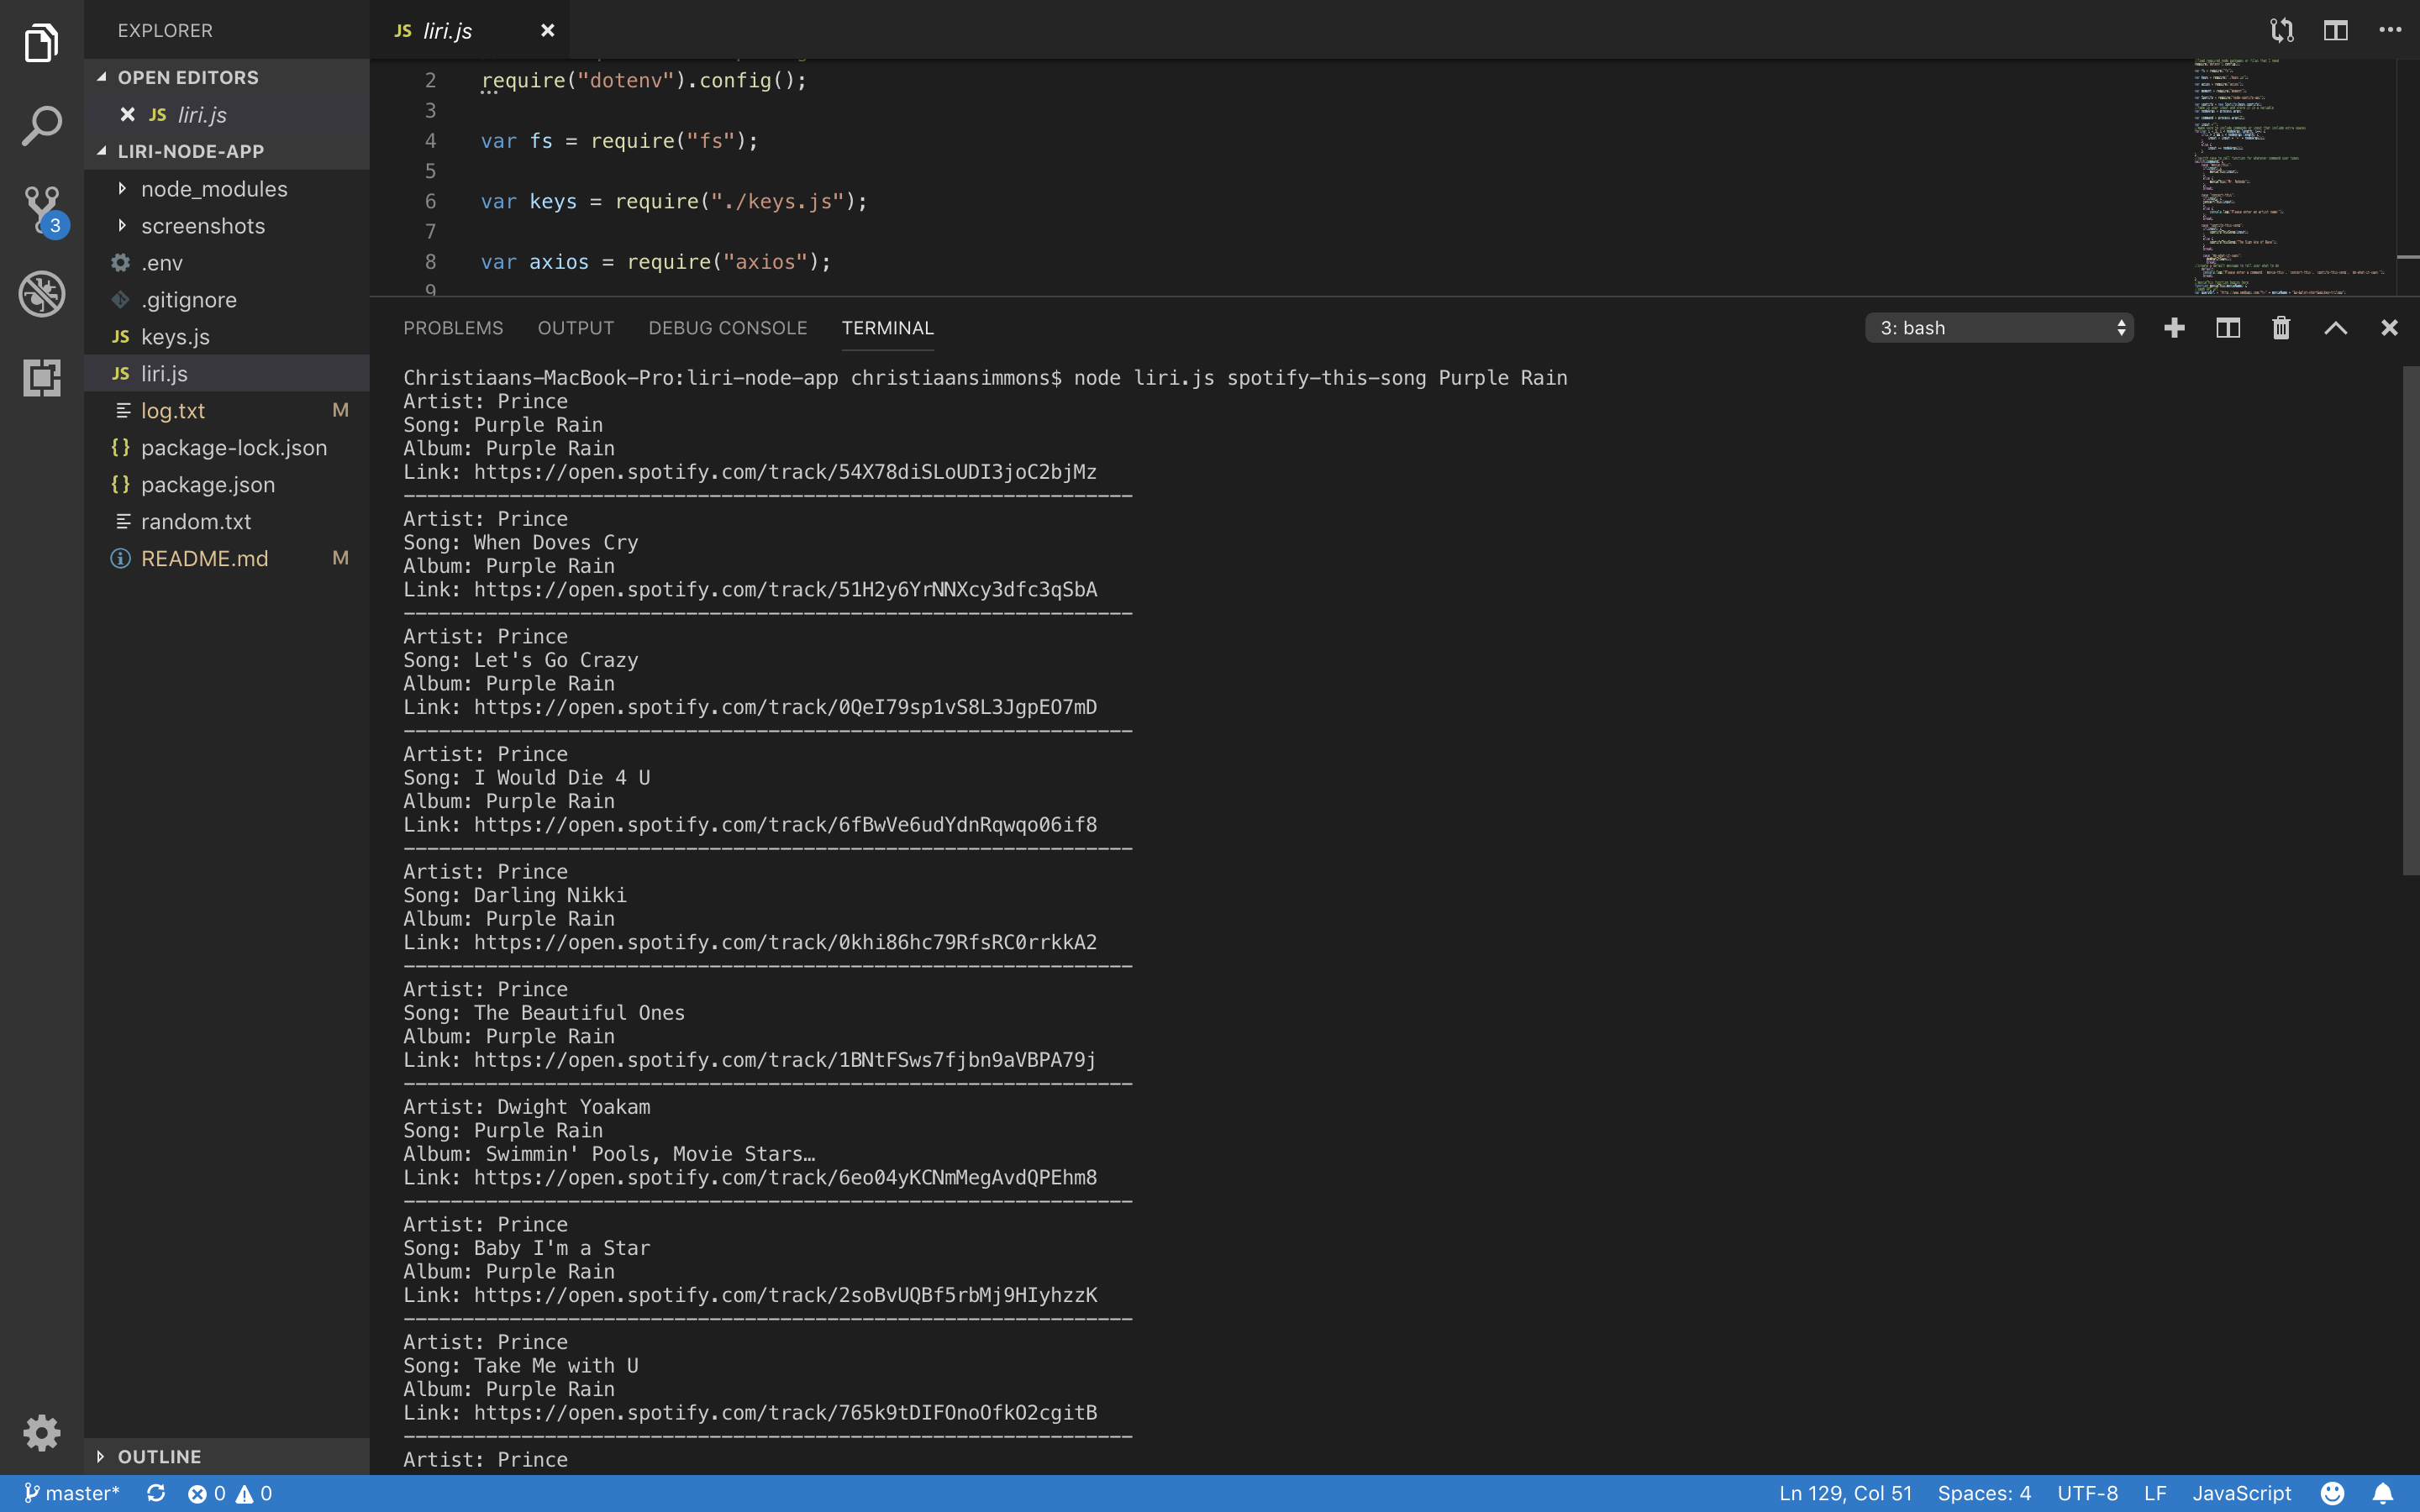 EXPLORER
OPEN EDITORS
JS liri.js
LIRI-NODE-APP
node_modules
screenshots
.env
.gitignore
JS keys.js
JS liri.js
log.txt M
{} package-lock.json
{} package.json
random.txt
README.md M
OUTLINE
3
JS liri.js
2 require("dotenv").config();
3
4 var fs = require("fs");
5
6 var keys = require("./keys.js");
7
8 var axios = require("axios");
9
PROBLEMS OUTPUT DEBUG CONSOLE TERMINAL 3: bash
Christiaans-MacBook-Pro:liri-node-app christiaansimmons$ node liri.js spotify-this-song Purple Rain
Artist: Prince
Song: Purple Rain
Album: Purple Rain
Link: https://open.spotify.com/track/54X78diSLoUDI3joC2bjMz
--------------------------------------------------------------
Artist: Prince
Song: When Doves Cry
Album: Purple Rain
Link: https://open.spotify.com/track/51H2y6YrNNXcy3dfc3qSbA
--------------------------------------------------------------
Artist: Prince
Song: Let's Go Crazy
Album: Purple Rain
Link: https://open.spotify.com/track/0QeI79sp1vS8L3JgpEO7mD
--------------------------------------------------------------
Artist: Prince
Song: I Would Die 4 U
Album: Purple Rain
Link: https://open.spotify.com/track/6fBwVe6udYdnRqwqo06if8
--------------------------------------------------------------
Artist: Prince
Song: Darling Nikki
Album: Purple Rain
Link: https://open.spotify.com/track/0khi86hc79RfsRC0rrkkA2
--------------------------------------------------------------
Artist: Prince
Song: The Beautiful Ones
Album: Purple Rain
Link: https://open.spotify.com/track/1BNtFSws7fjbn9aVBPA79j
--------------------------------------------------------------
Artist: Dwight Yoakam
Song: Purple Rain
Album: Swimmin' Pools, Movie Stars…
Link: https://open.spotify.com/track/6eo04yKCNmMegAvdQPEhm8
--------------------------------------------------------------
Artist: Prince
Song: Baby I'm a Star
Album: Purple Rain
Link: https://open.spotify.com/track/2soBvUQBf5rbMj9HIyhzzK
--------------------------------------------------------------
Artist: Prince
Song: Take Me with U
Album: Purple Rain
Link: https://open.spotify.com/track/765k9tDIFOnoOfkO2cgitB
--------------------------------------------------------------
Artist: Prince
master* 0 0 Ln 129, Col 51 Spaces: 4 UTF-8 LF JavaScript